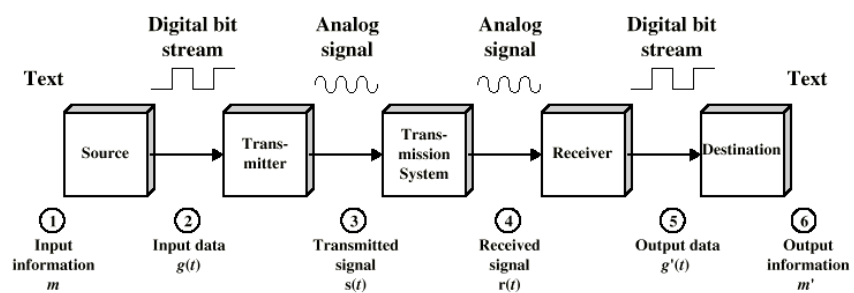 Digital bit
stream
Analog
signal
Analog
signal
Digital bit
stream
Text
Text
Source
Trans-
mitter
Trans-
mission
System
Receiver
Destination
1
Input
information
m
2
Input data
g(t)
3
Transmitted
signal
s(t)
4
Received
signal
r(t)
5
Output data
g'(t)
6
Output
information
m'